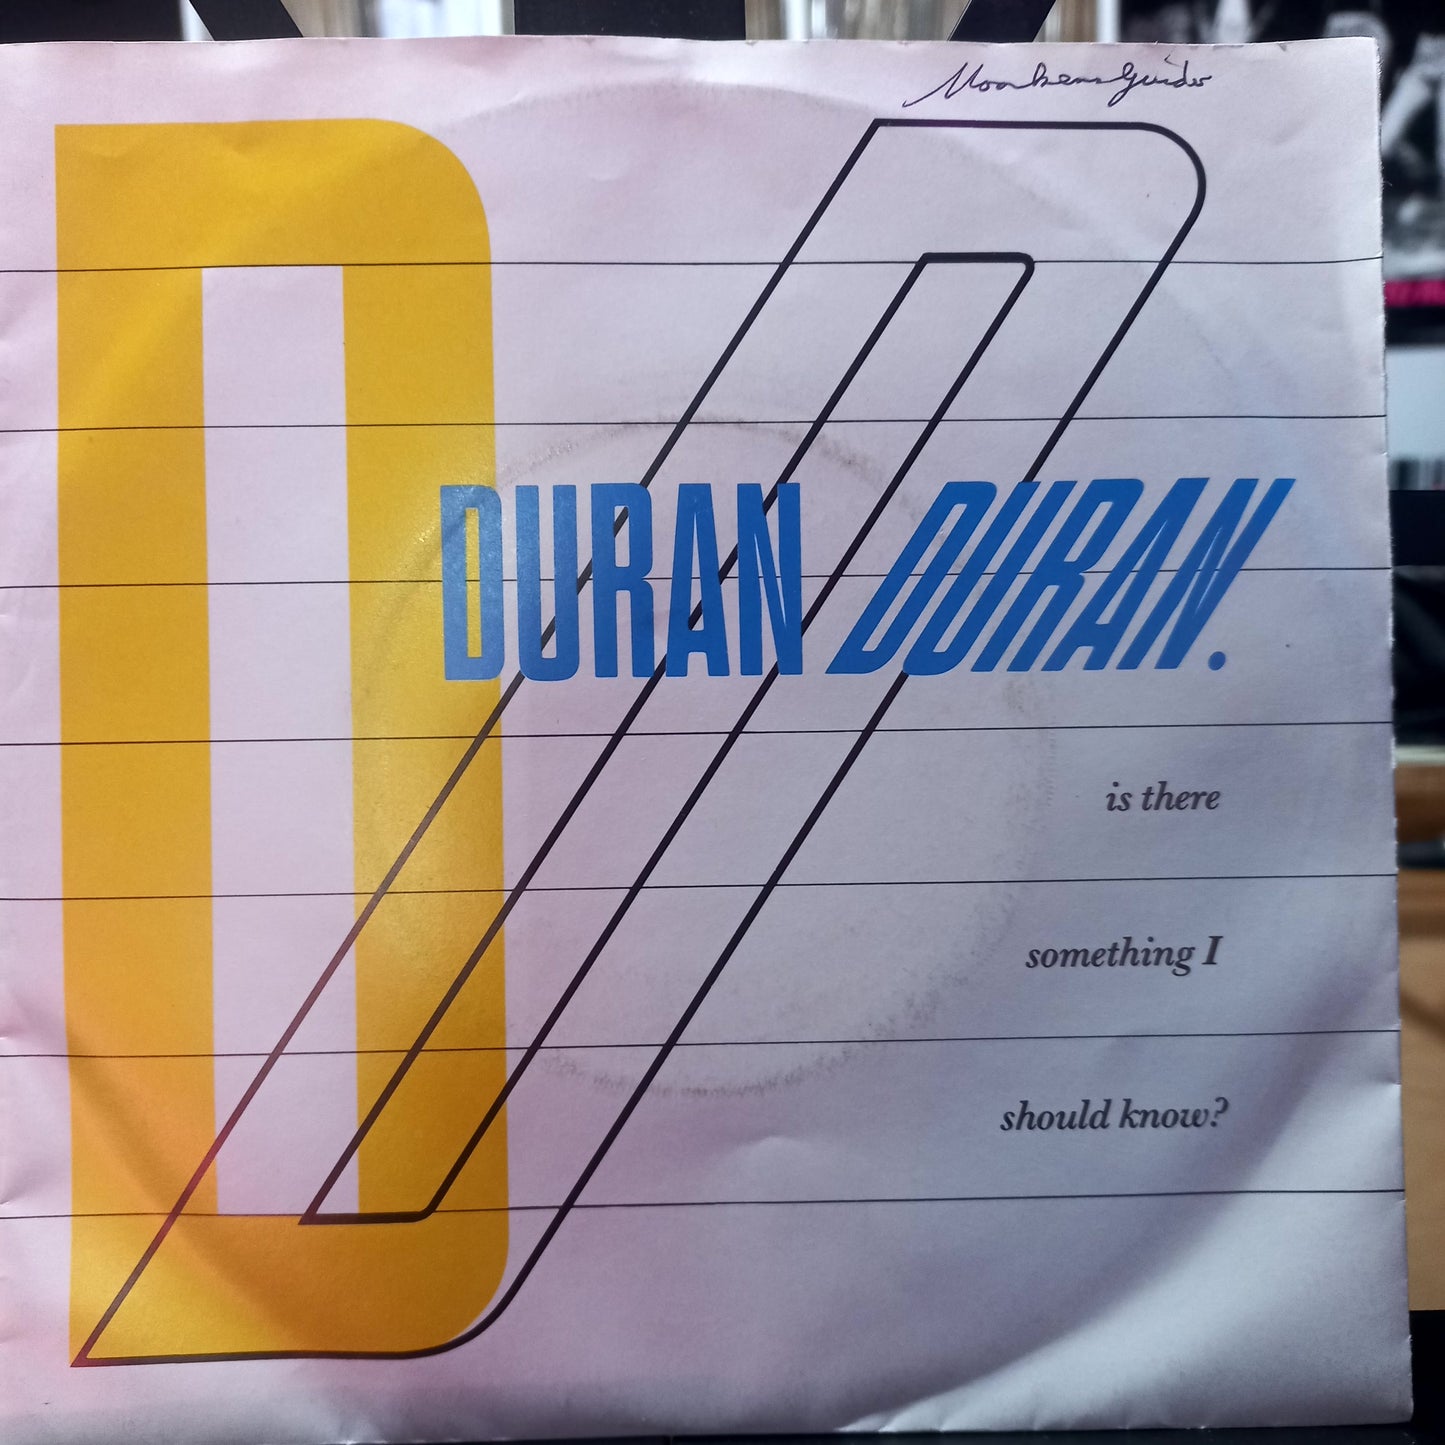 DURAN DURAN.
is there
something I
should know?